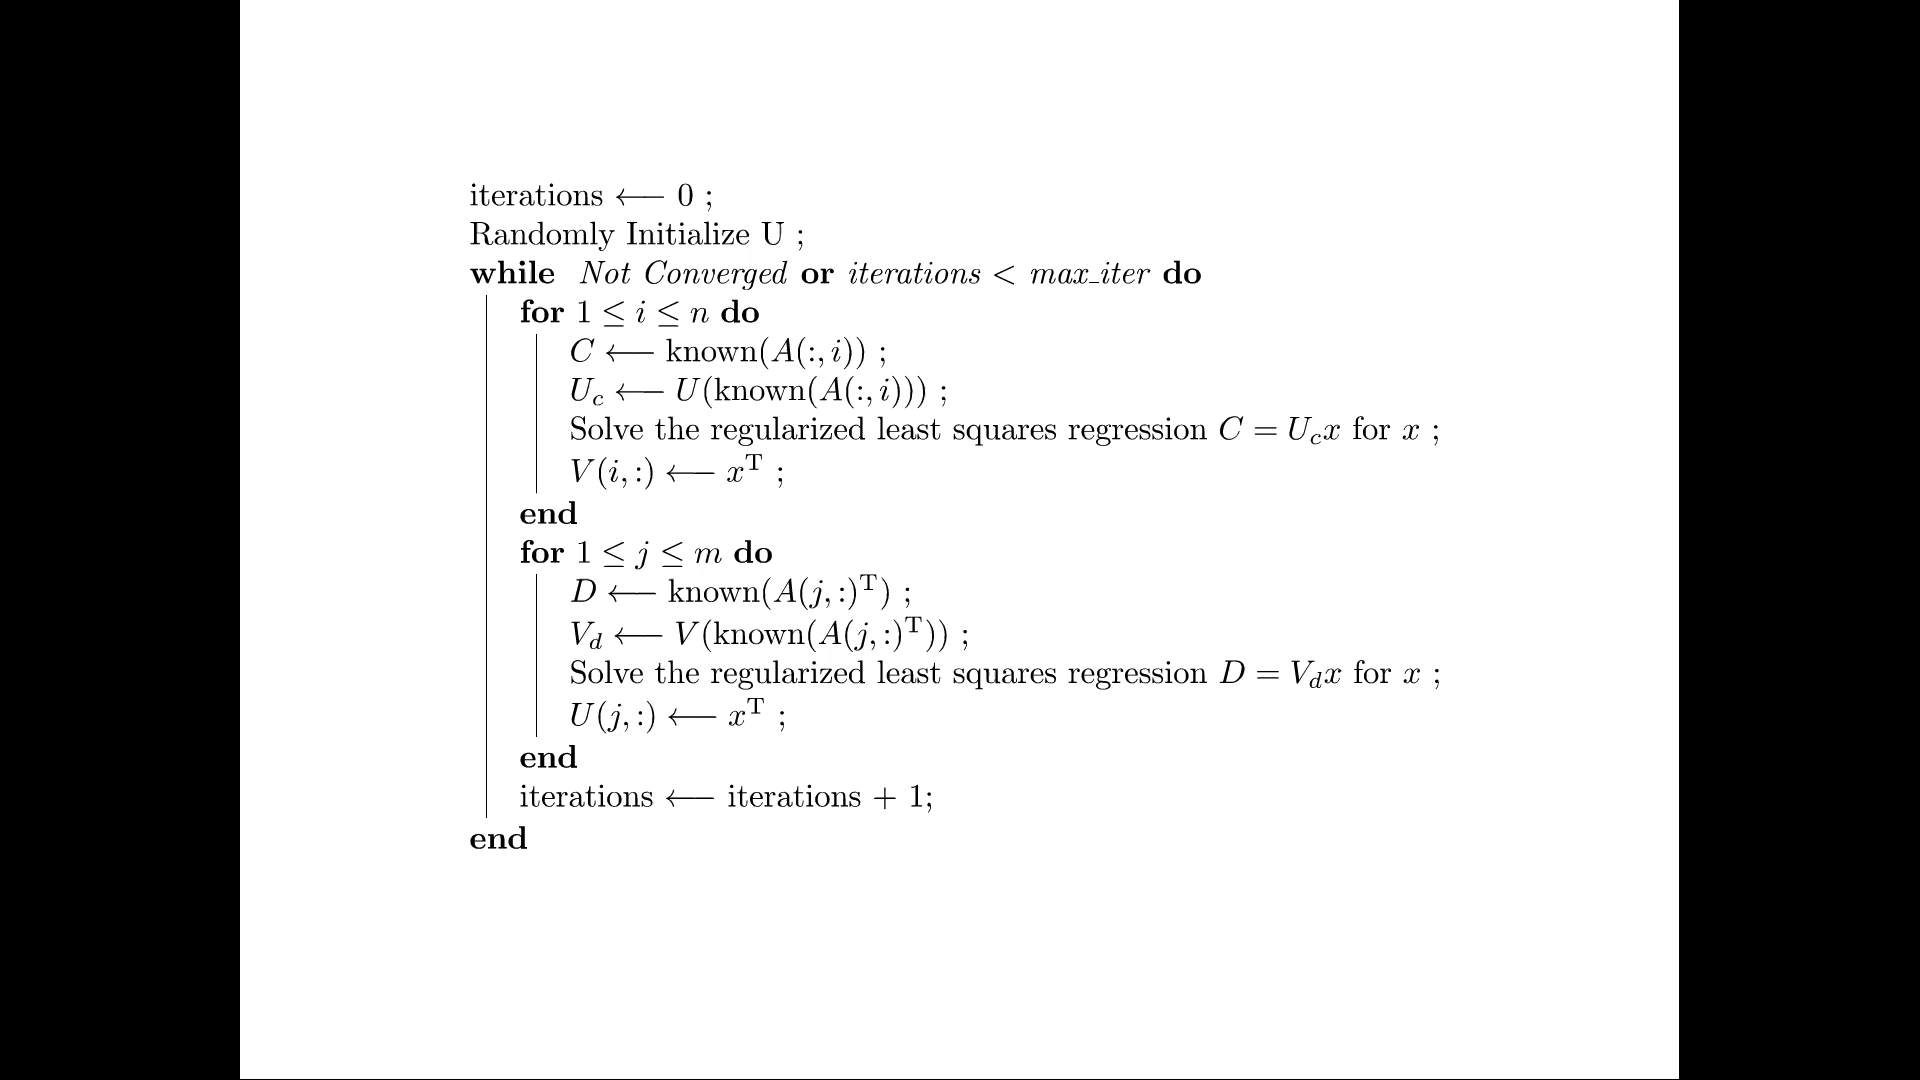 iterations ⟵ 0 ;
Randomly Initialize U ;
while Not Converged or iterations < max_iter do
for 1 ≤ i ≤ n do
C ⟵ known(A(:, i)) ;
U_c ⟵ U(known(A(:, i))) ;
Solve the regularized least squares regression C = U_c x for x ;
V(i, :) ⟵ x^T ;
end
for 1 ≤ j ≤ m do
D ⟵ known(A(j, :)^T) ;
V_d ⟵ V(known(A(j, :)^T)) ;
Solve the regularized least squares regression D = V_d x for x ;
U(j, :) ⟵ x^T ;
end
iterations ⟵ iterations + 1;
end